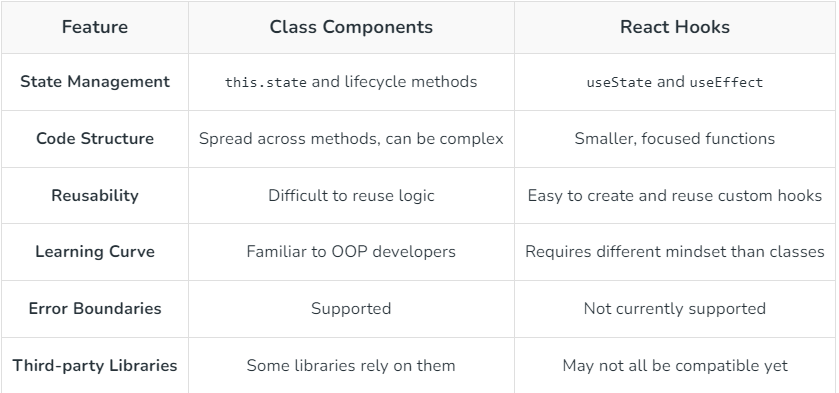 Feature Class Components React Hooks
State Management this.state and lifecycle methods useState and useEffect
Code Structure Spread across methods, can be complex Smaller, focused functions
Reusability Difficult to reuse logic Easy to create and reuse custom hooks
Learning Curve Familiar to OOP developers Requires different mindset than classes
Error Boundaries Supported Not currently supported
Third-party Libraries Some libraries rely on them May not all be compatible yet